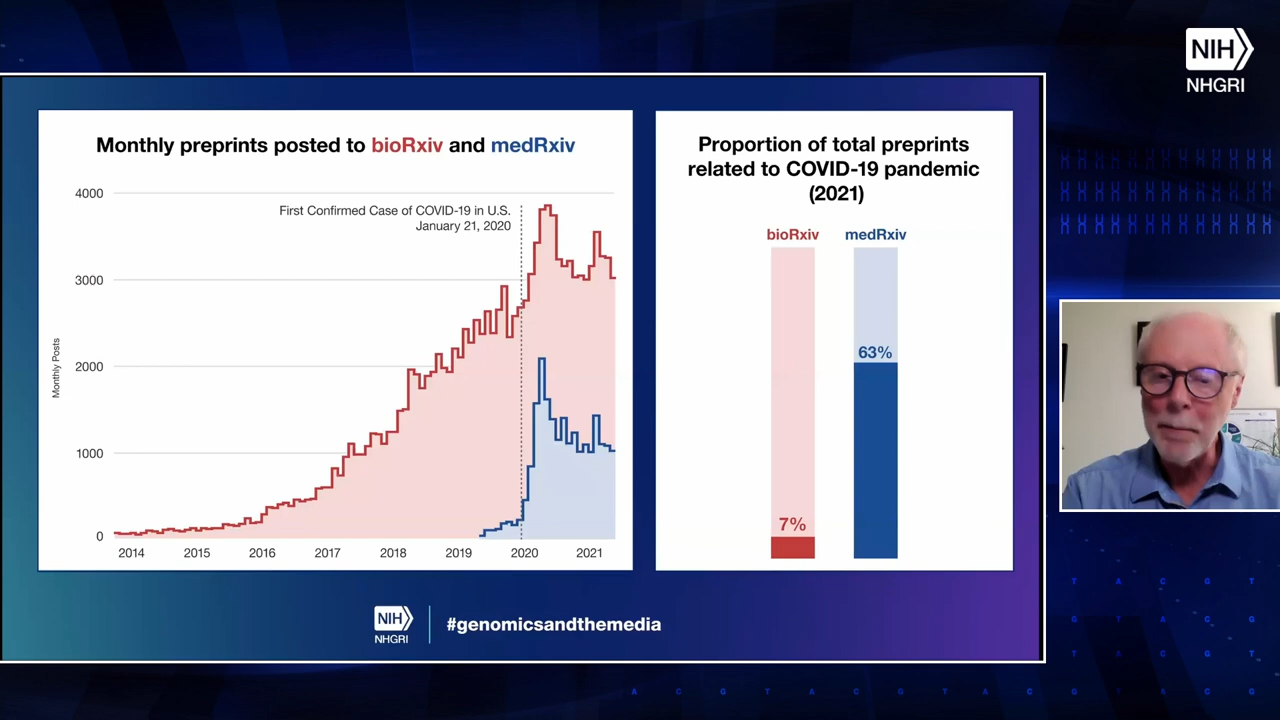 NIH
NHGRI
Monthly preprints posted to bioRxiv and medRxiv
4000
3000
2000
1000
0
Monthly Posts
First Confirmed Case of COVID-19 in U.S.
January 21, 2020
2014 2015 2016 2017 2018 2019 2020 2021
Proportion of total preprints
related to COVID-19 pandemic
(2021)
bioRxiv medRxiv
63%
7%
NIH
NHGRI
#genomicsandthemedia
T A C G T
G T A C G
T A C G T
G T A C G
A C G T A C G T A C G T A C G